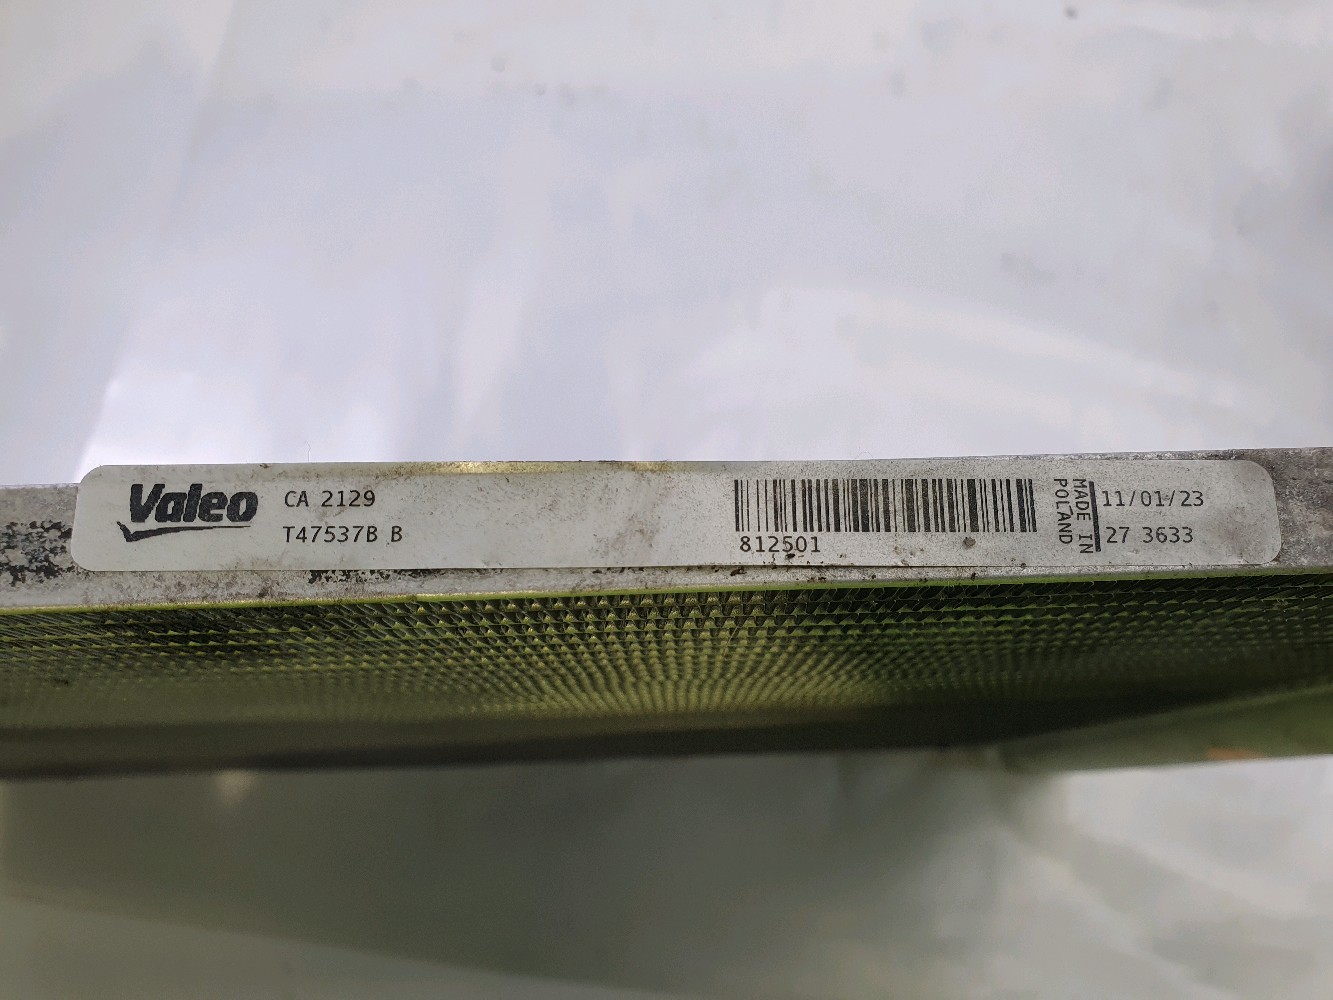 Valeo
CA 2129
T47537B B
812501
MADE IN
POLAND
11/01/23
27 3633